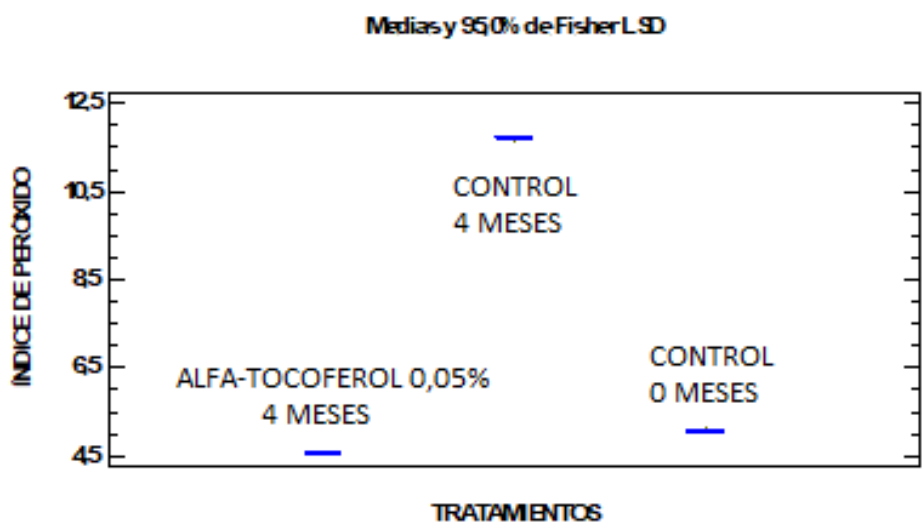 Medias y 95,0% de Fisher LSD
ÍNDICE DE PERÓXIDO
12,5
10,5
8,5
6,5
4,5
CONTROL
4 MESES
ALFA-TOCOFEROL 0,05%
4 MESES
CONTROL
0 MESES
TRATAMIENTOS